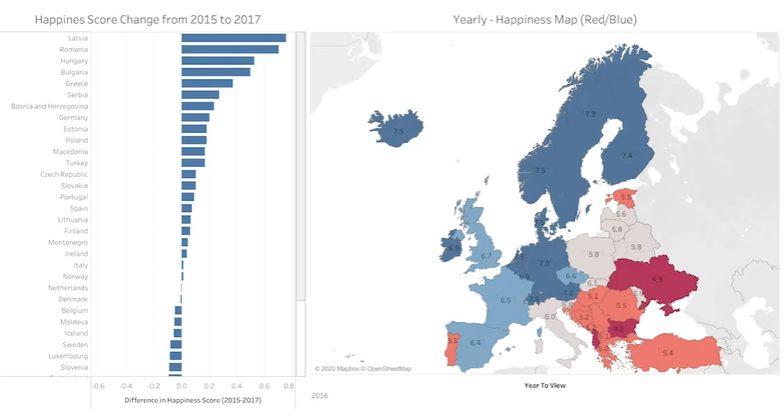 Happines Score Change from 2015 to 2017
Yearly - Happiness Map (Red/Blue)
Latvia
Romania
Hungary
Bulgaria
Greece
Serbia
Bosnia and Herzegovina
Germany
Estonia
Poland
Macedonia
Turkey
Czech Republic
Slovakia
Portugal
Spain
Lithuania
Finland
Montenegro
Ireland
Italy
Norway
Netherlands
Denmark
Belgium
Moldova
Iceland
Sweden
Luxembourg
Slovenia
-0.6 -0.4 -0.2 0.0 0.2 0.4 0.6 0.8
Difference in Happiness Score (2015-2017)
7.5
7.3
7.4
7.5
5.5
5.6
5.8
5.8
6.7
7.0
5.8
6.6
6.1
4.9
7.1
5.1
5.5
6.5
6.0
5.2
4.2
5.1
6.4
5.4
© 2020 Mapbox © OpenStreetMap
Year To View
2016